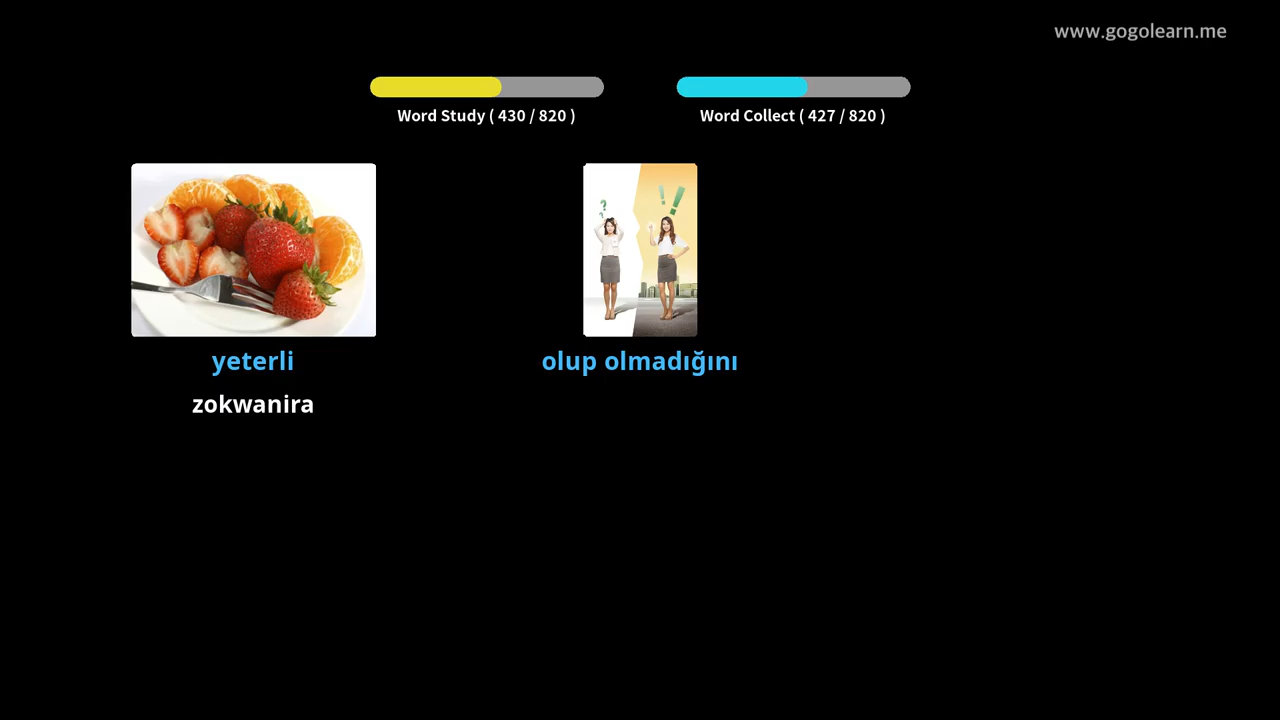 www.gogolearn.me
Word Study ( 430 / 820 )
Word Collect ( 427 / 820 )
yeterli
zokwanira
olup olmadığını